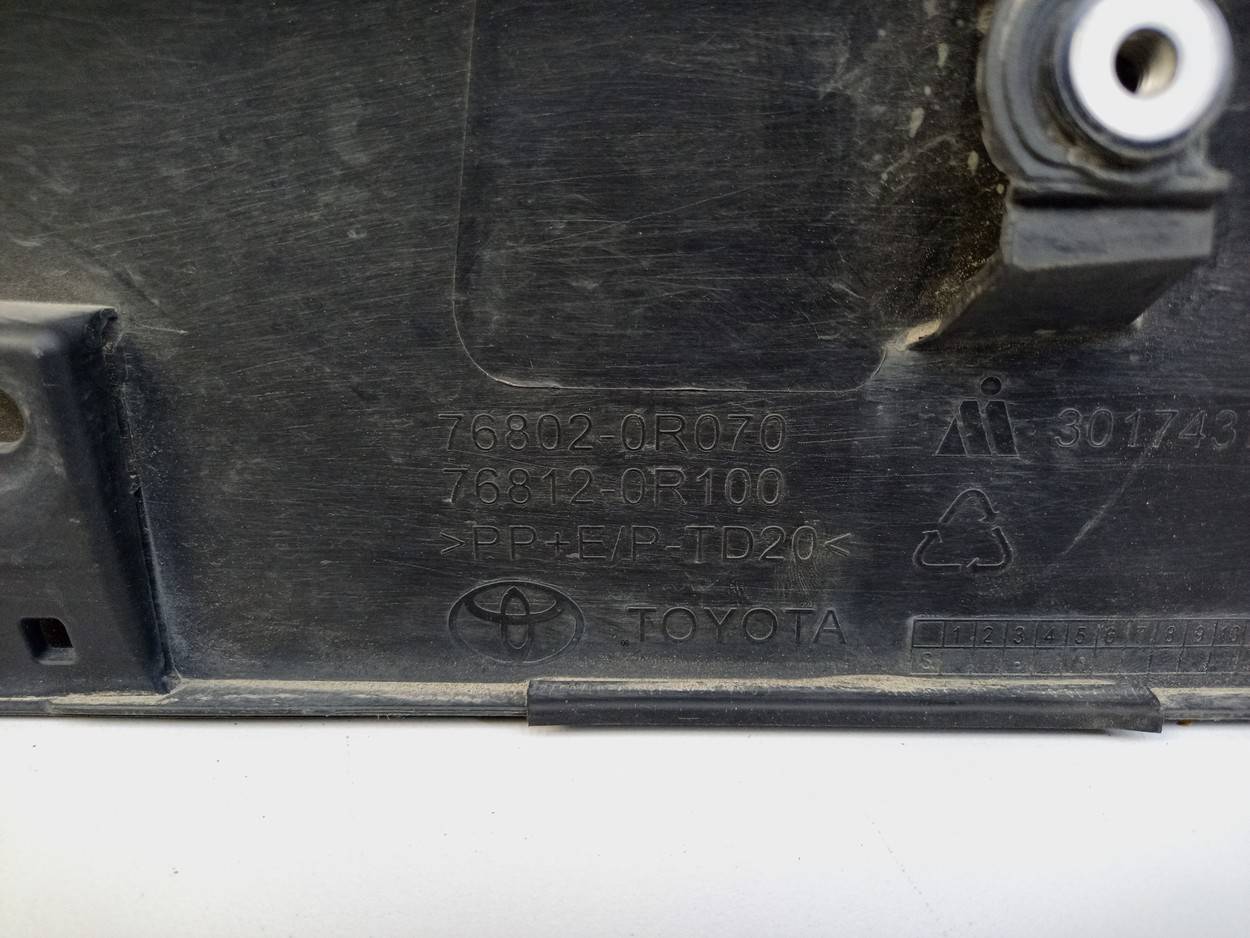 76802-0R070
76812-0R100
>PP+E/P-TD20<
TOYOTA
301743
1 2 3 4 5 6 7 8 9 10
S